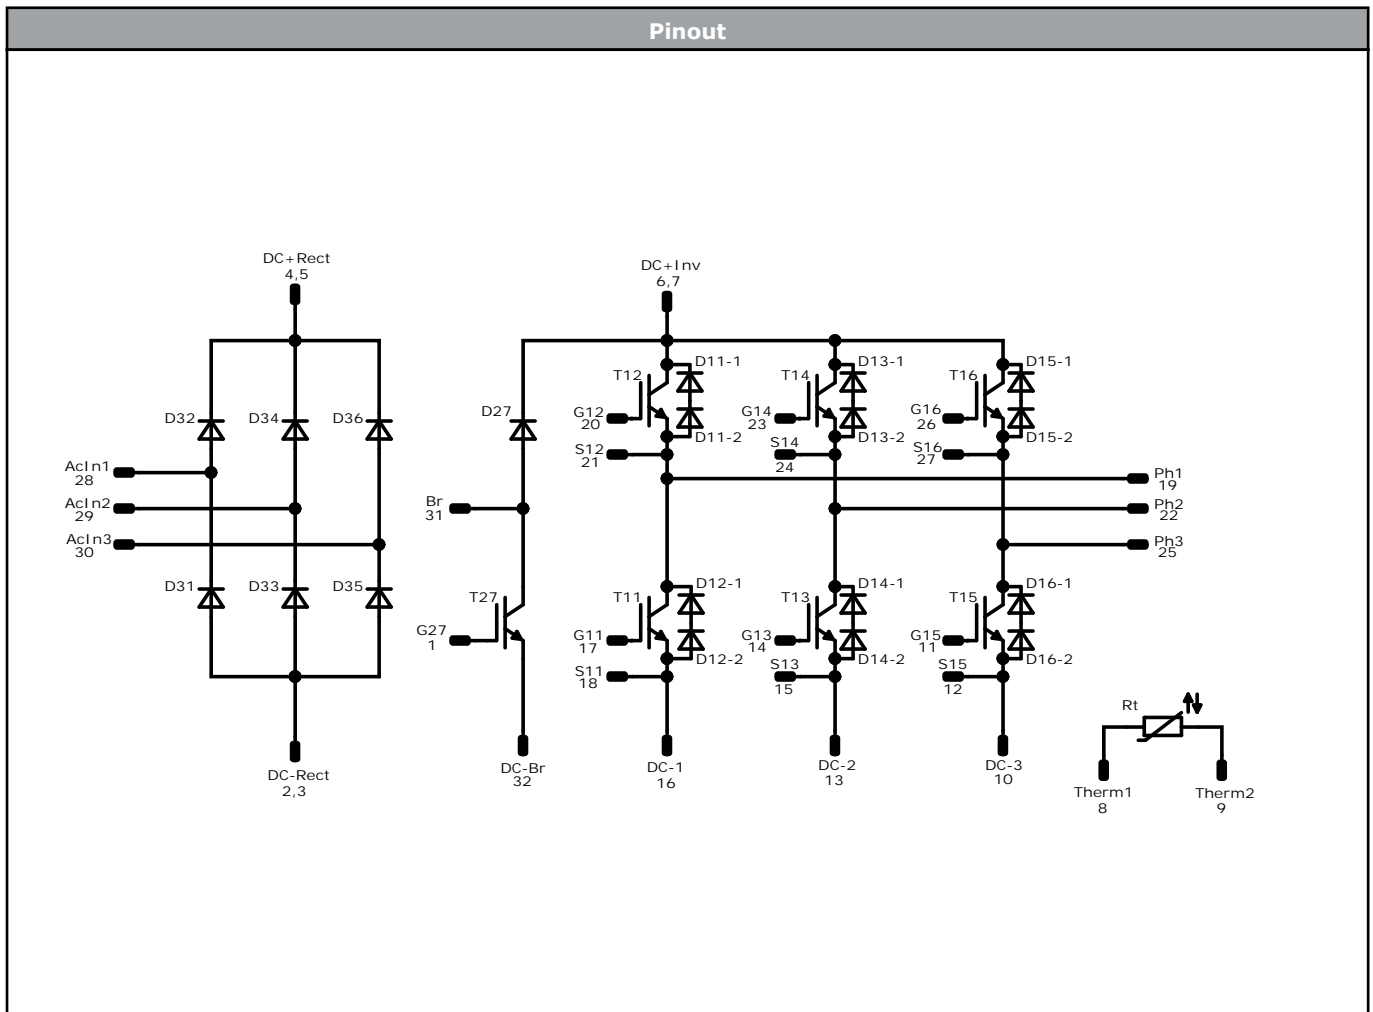 Pinout
DC+Rect
4,5
DC+Inv
6,7
D11-1
D13-1
D15-1
T12
T14
T16
D32
D34
D36
D27
G12
20
G14
23
G16
26
D11-2
D13-2
D15-2
S12
21
S14
24
S16
27
AcIn1
28
Ph1
19
AcIn2
29
Br
31
Ph2
22
AcIn3
30
Ph3
25
D31
D33
D35
T27
T11
D12-1
T13
D14-1
T15
D16-1
G27
1
G11
17
G13
14
G15
11
D12-2
D14-2
D16-2
S11
18
S13
15
S15
12
Rt
DC-Rect
2,3
DC-Br
32
DC-1
16
DC-2
13
DC-3
10
Therm1
8
Therm2
9